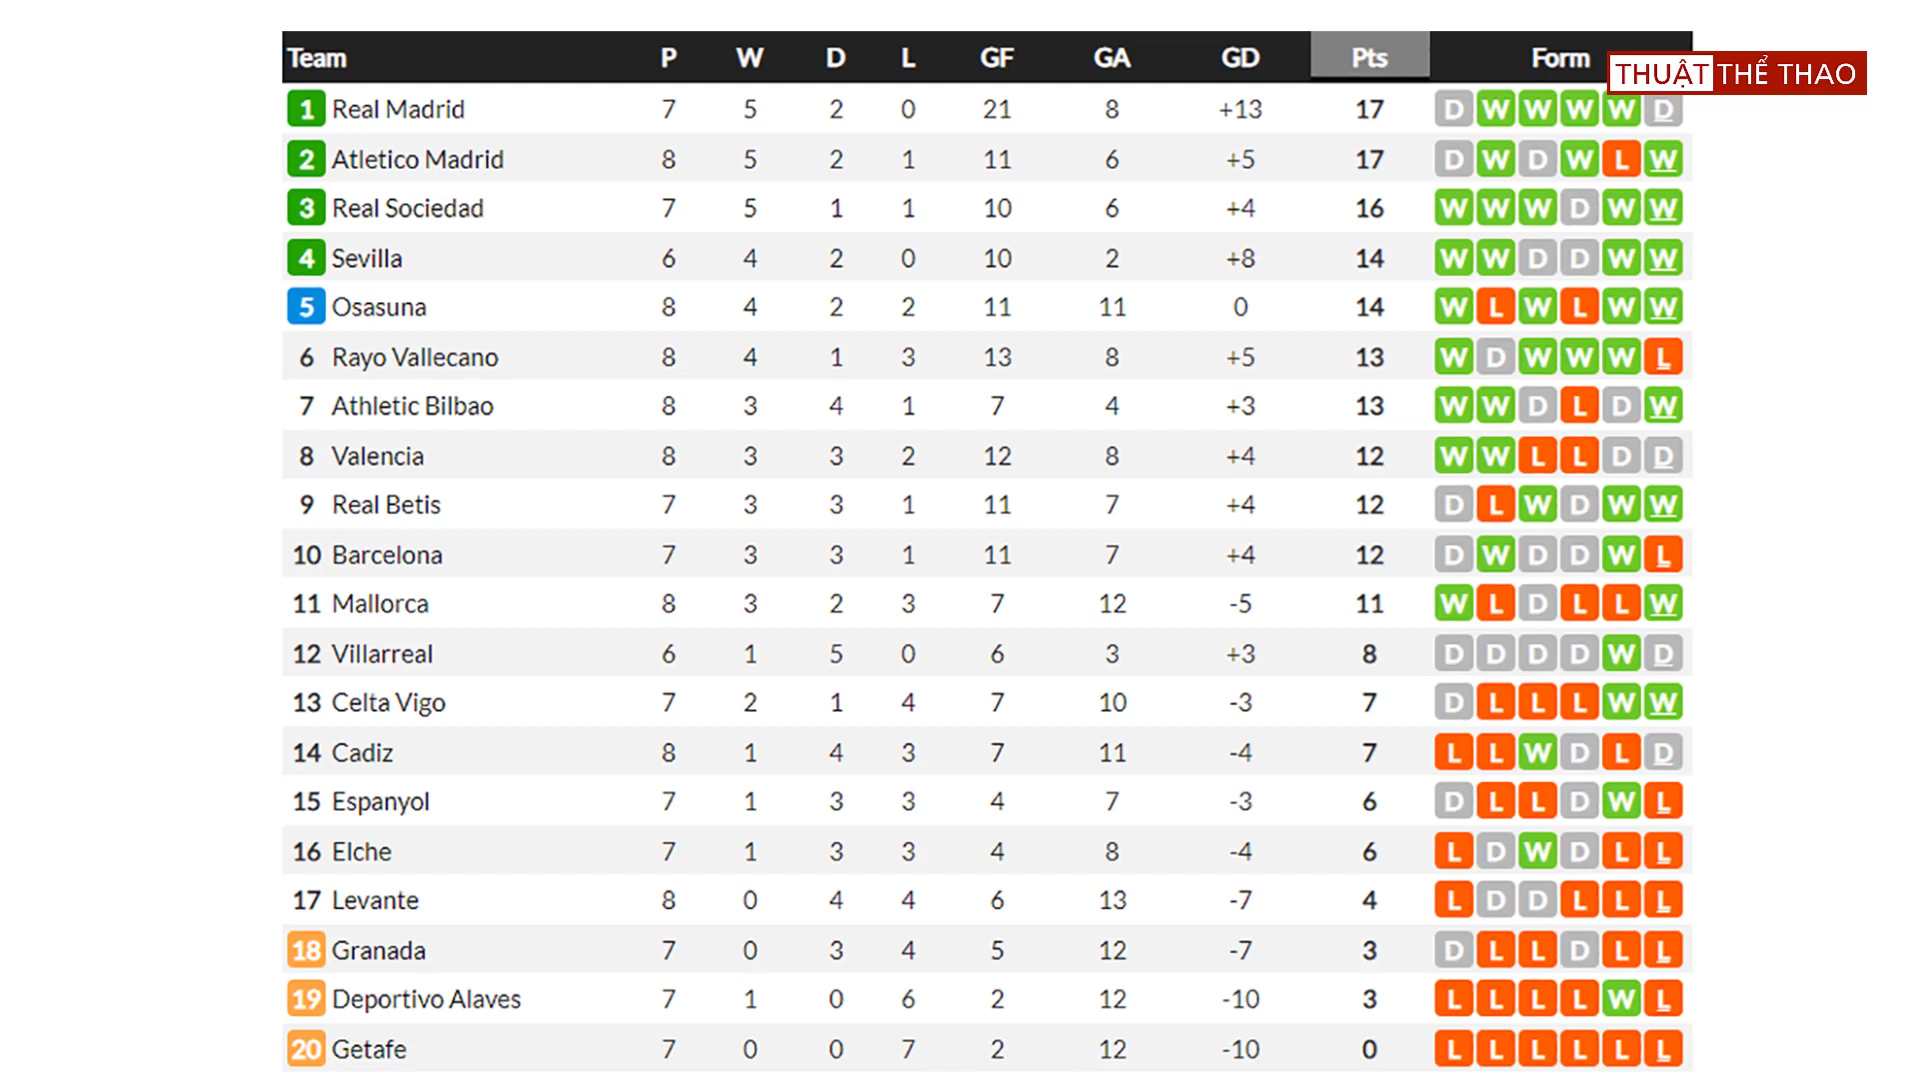 Team P W D L GF GA GD Pts Form
THUẬT THỂ THAO
1 Real Madrid 7 5 2 0 21 8 +13 17 D W W W W D
2 Atletico Madrid 8 5 2 1 11 6 +5 17 D W D W L W
3 Real Sociedad 7 5 1 1 10 6 +4 16 W W W D W W
4 Sevilla 6 4 2 0 10 2 +8 14 W W D D W W
5 Osasuna 8 4 2 2 11 11 0 14 W L W L W W
6 Rayo Vallecano 8 4 1 3 13 8 +5 13 W D W W W L
7 Athletic Bilbao 8 3 4 1 7 4 +3 13 W W D L D W
8 Valencia 8 3 3 2 12 8 +4 12 W W L L D D
9 Real Betis 7 3 3 1 11 7 +4 12 D L W D W W
10 Barcelona 7 3 3 1 11 7 +4 12 D W D D W L
11 Mallorca 8 3 2 3 7 12 -5 11 W L D L L W
12 Villarreal 6 1 5 0 6 3 +3 8 D D D D W D
13 Celta Vigo 7 2 1 4 7 10 -3 7 D L L L W W
14 Cadiz 8 1 4 3 7 11 -4 7 L L W D L D
15 Espanyol 7 1 3 3 4 7 -3 6 D L L D W L
16 Elche 7 1 3 3 4 8 -4 6 L D W D L L
17 Levante 8 0 4 4 6 13 -7 4 L D D L L L
18 Granada 7 0 3 4 5 12 -7 3 D L L D L L
19 Deportivo Alaves 7 1 0 6 2 12 -10 3 L L L L W L
20 Getafe 7 0 0 7 2 12 -10 0 L L L L L L